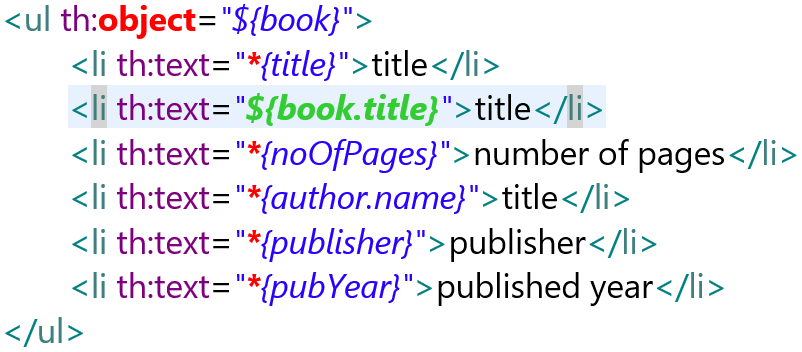 <ul th:object="${book}">
<li th:text="*{title}">title</li>
<li th:text="${book.title}">title</li>
<li th:text="*{noOfPages}">number of pages</li>
<li th:text="*{author.name}">title</li>
<li th:text="*{publisher}">publisher</li>
<li th:text="*{pubYear}">published year</li>
</ul>